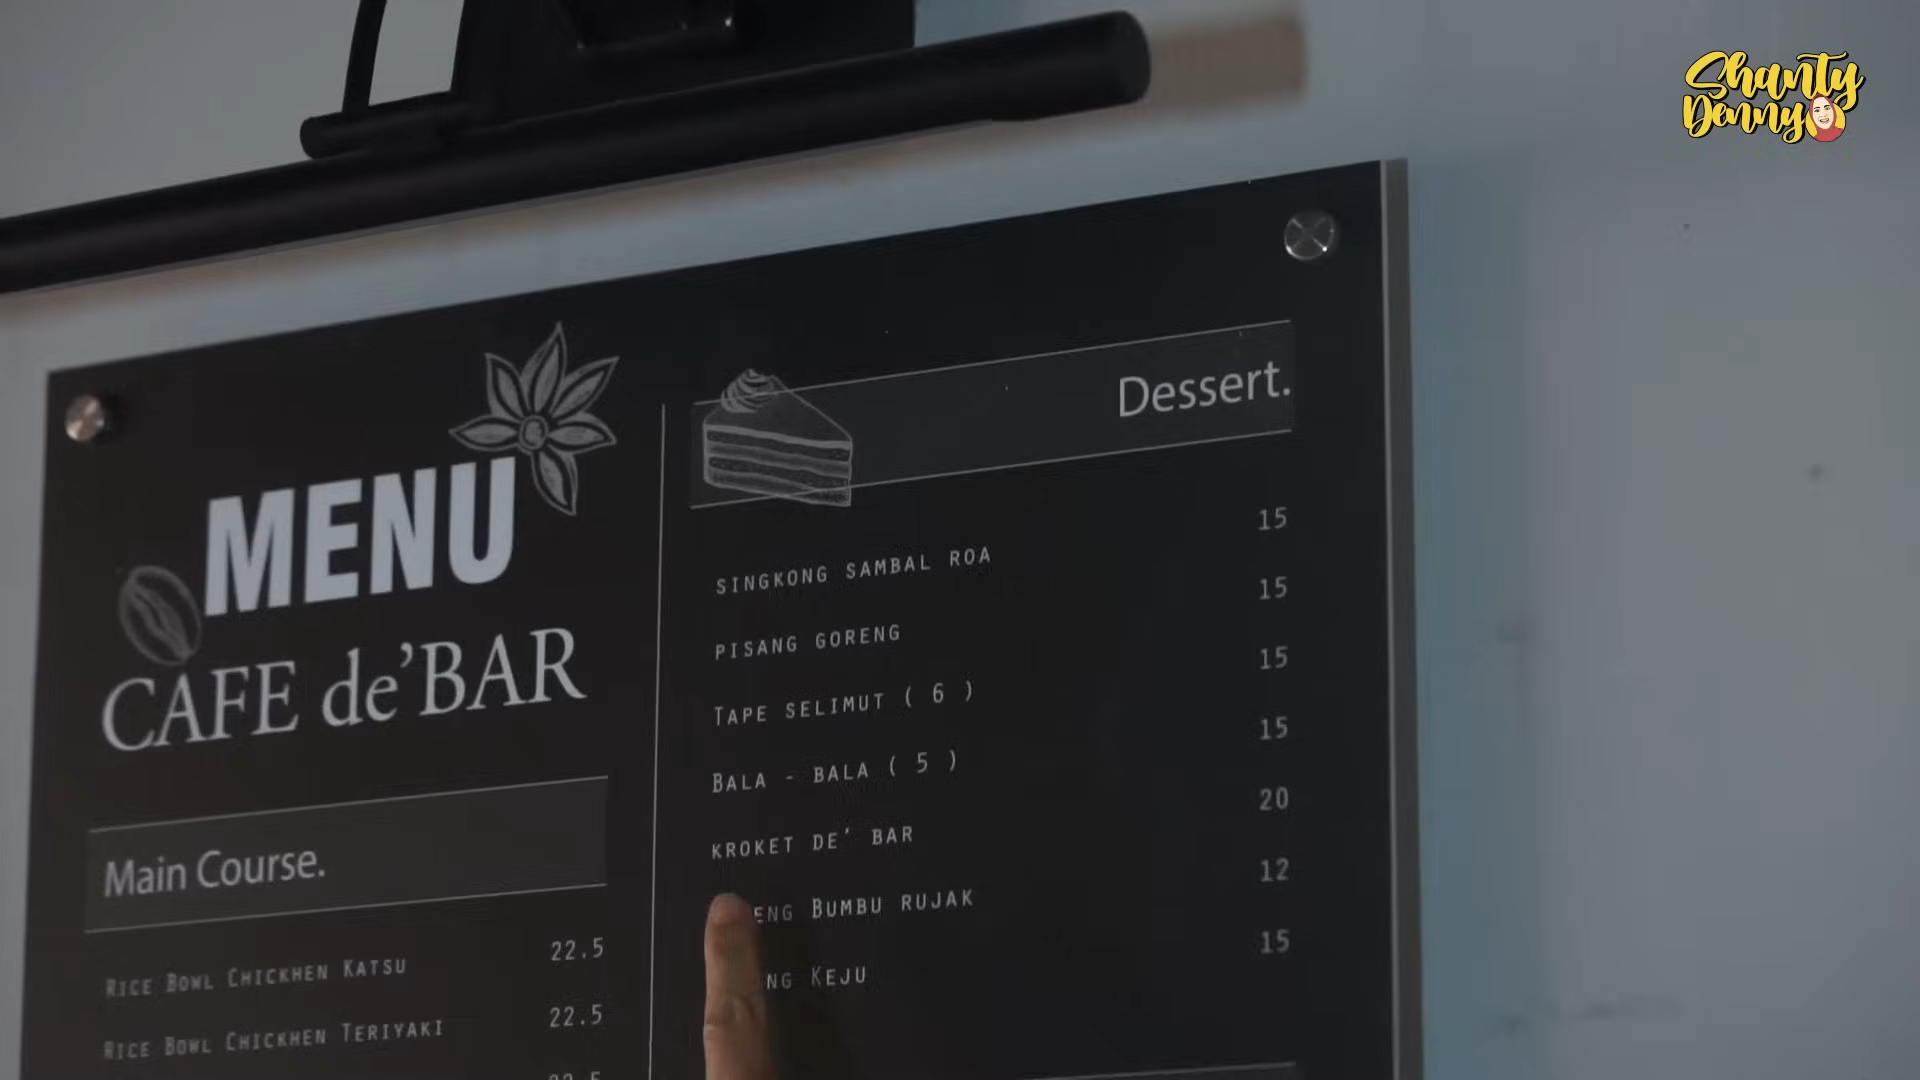 Shanty
Denny
MENU
CAFE de'BAR
Main Course.
RICE BOWL CHICKHEN KATSU 22.5
RICE BOWL CHICKHEN TERIYAKI 22.5
Dessert.
SINGKONG SAMBAL ROA 15
PISANG GORENG 15
TAPE SELIMUT ( 6 ) 15
BALA - BALA ( 5 ) 15
KROKET DE' BAR 20
BUMBU RUJAK 12
KEJU 15